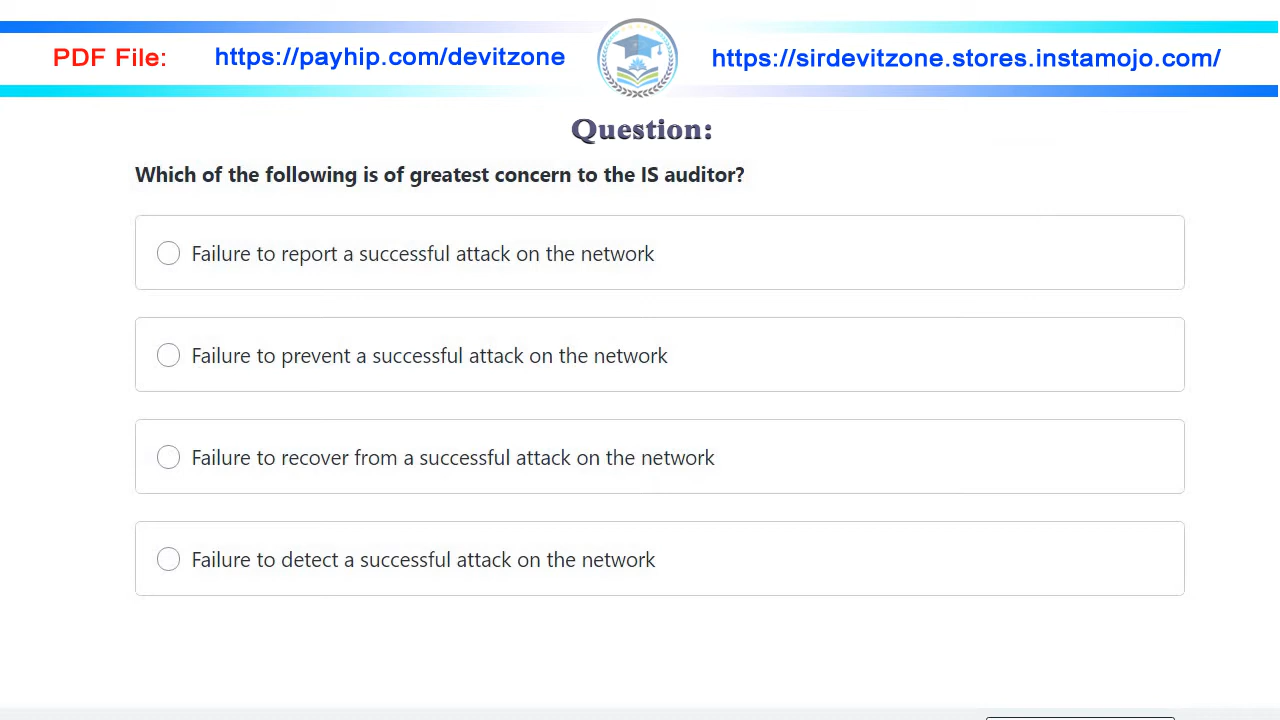 PDF File: https://payhip.com/devitzone https://sirdevitzone.stores.instamojo.com/
Question:
Which of the following is of greatest concern to the IS auditor?
Failure to report a successful attack on the network
Failure to prevent a successful attack on the network
Failure to recover from a successful attack on the network
Failure to detect a successful attack on the network